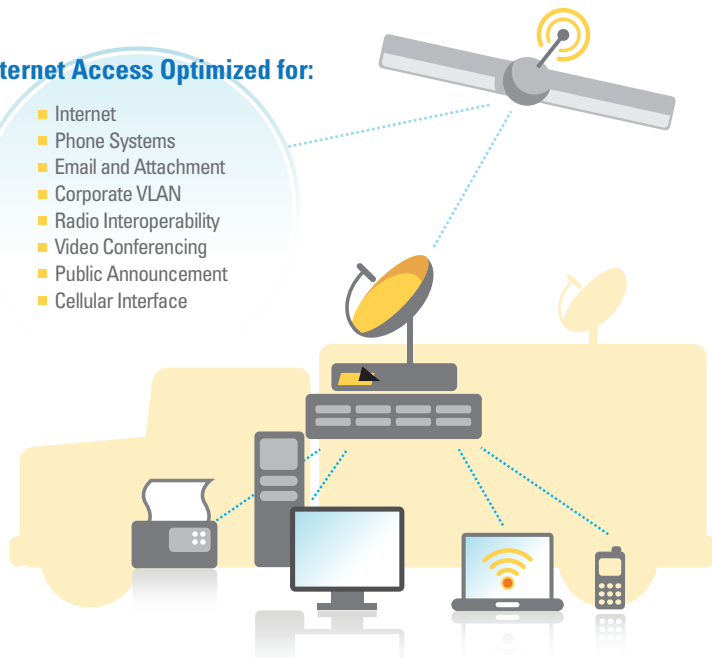 ternet Access Optimized for:
Internet
Phone Systems
Email and Attachment
Corporate VLAN
Radio Interoperability
Video Conferencing
Public Announcement
Cellular Interface